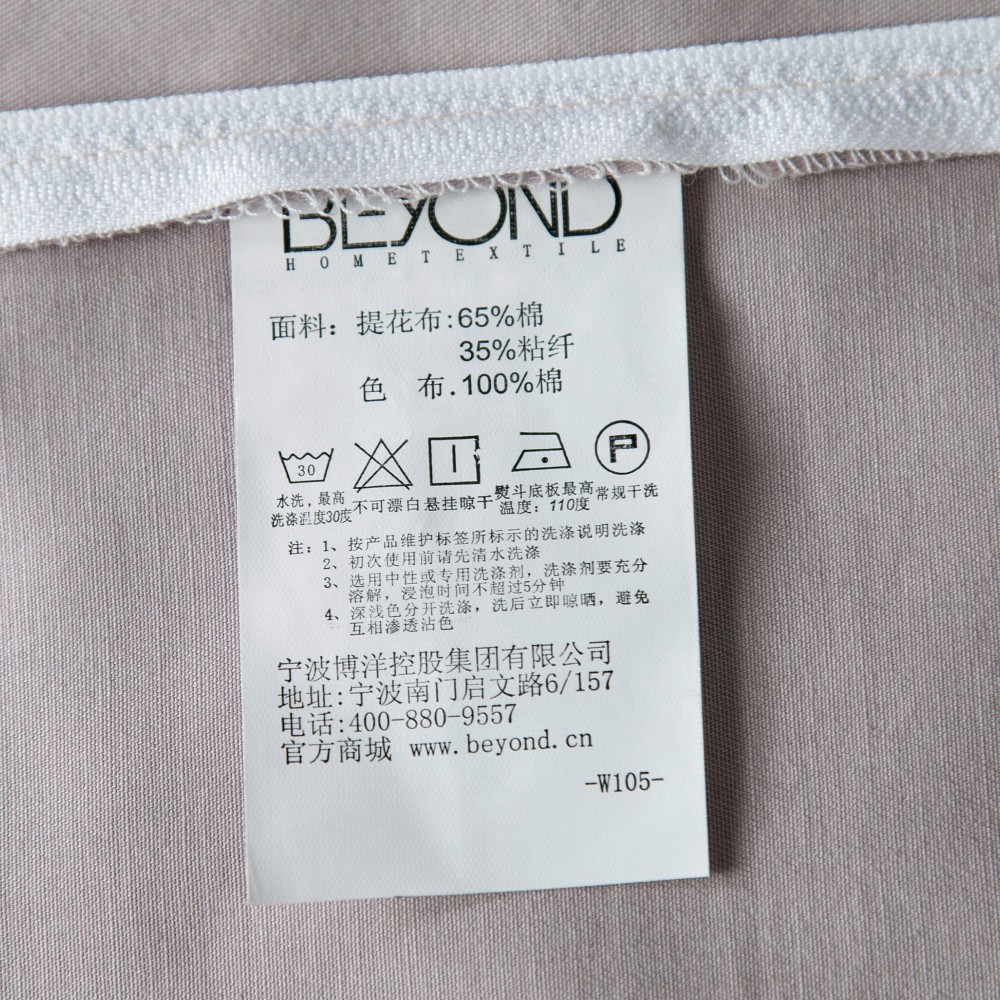 BEYOND
HOMETEXTILE
面料：提花布:65%棉
35%粘纤
色 布.100%棉
30
P
水洗,最高
洗涤温度30度
不可漂白
悬挂晾干
熨斗底板最高
温度：110度
常规干洗
注：1、按产品维护标签所标示的洗涤说明洗涤
2、初次使用前请先清水洗涤
3、选用中性或专用洗涤剂，洗涤剂要充分
溶解，浸泡时间不超过5分钟
4、深浅色分开洗涤，洗后立即晾晒，避免
互相渗透沾色
宁波博洋控股集团有限公司
地址:宁波南门启文路6/157
电话:400-880-9557
官方商城 www.beyond.cn
-W105-